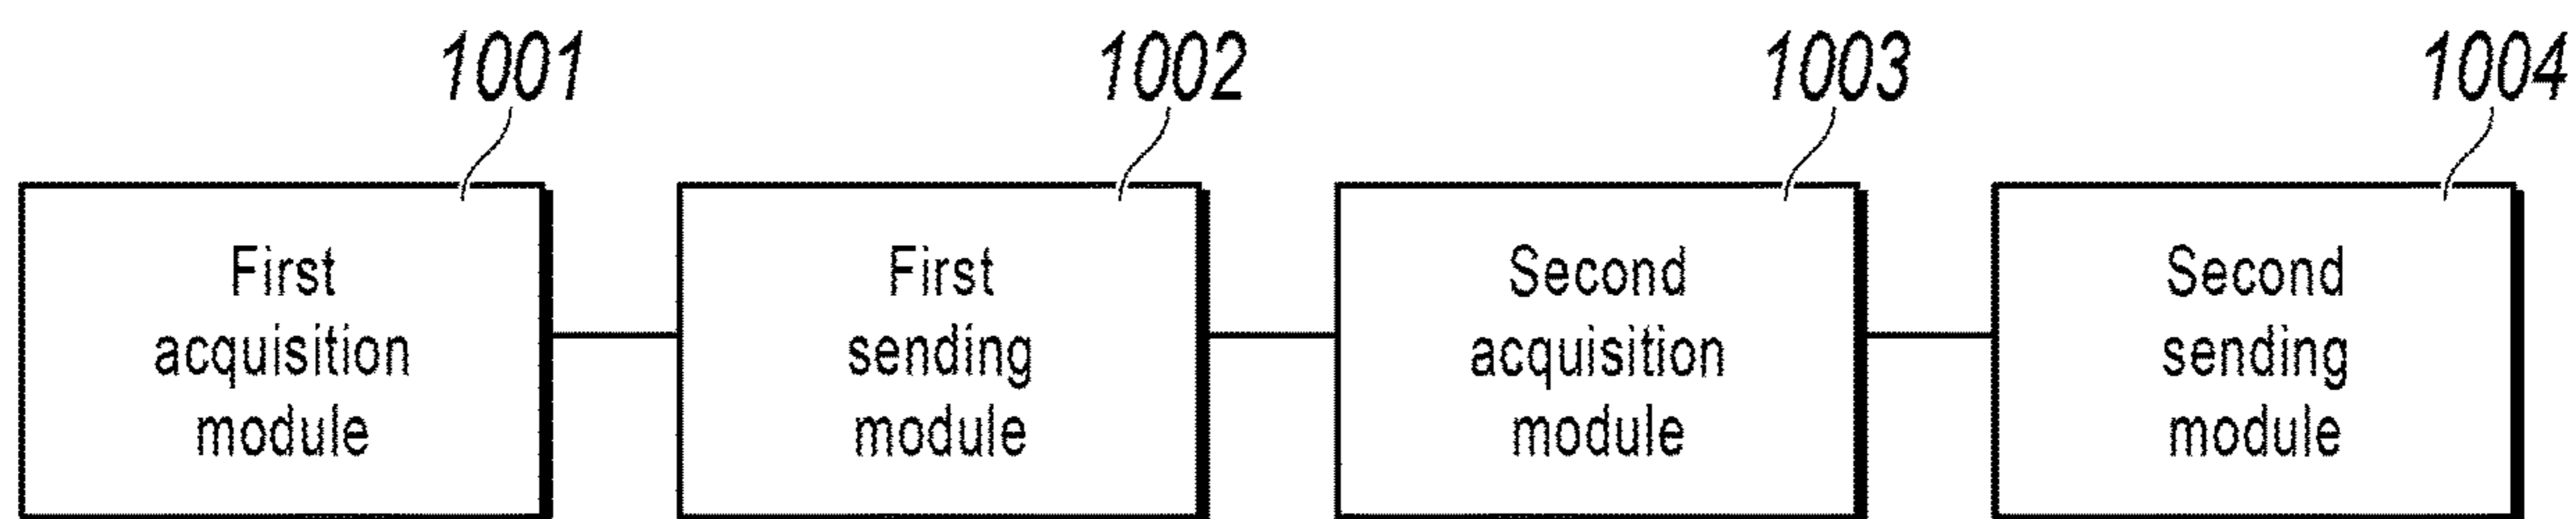 1001
1002
1003
1004
First
acquisition
module
First
sending
module
Second
acquisition
module
Second
sending
module